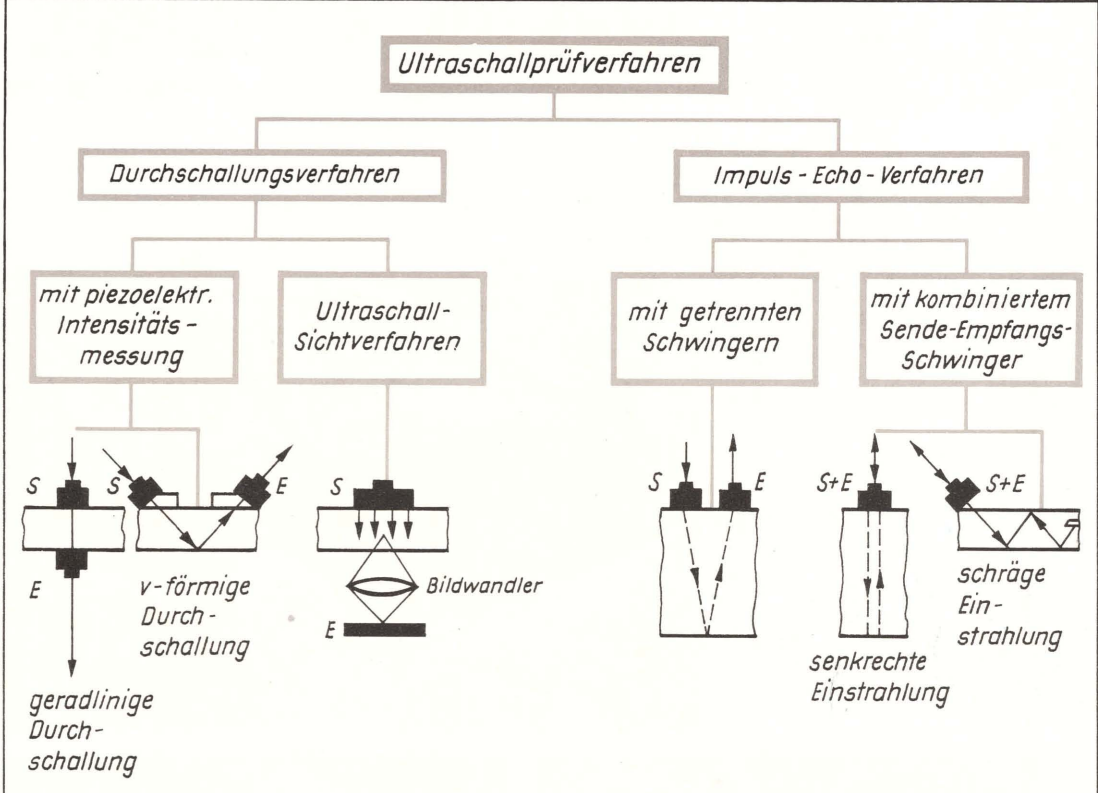 Ultraschallprüfverfahren
Durchschallungsverfahren
Impuls-Echo-Verfahren
mit piezoelektr.
Intensitäts-
messung
Ultraschall-
Sichtverfahren
mit getrennten
Schwingern
mit kombiniertem
Sende-Empfangs-
Schwinger
S
E
geradlinige
Durch-
schallung
S
E
v-förmige
Durch-
schallung
S
Bildwandler
E
S
E
S+E
senkrechte
Einstrahlung
S+E
schräge
Ein-
strahlung